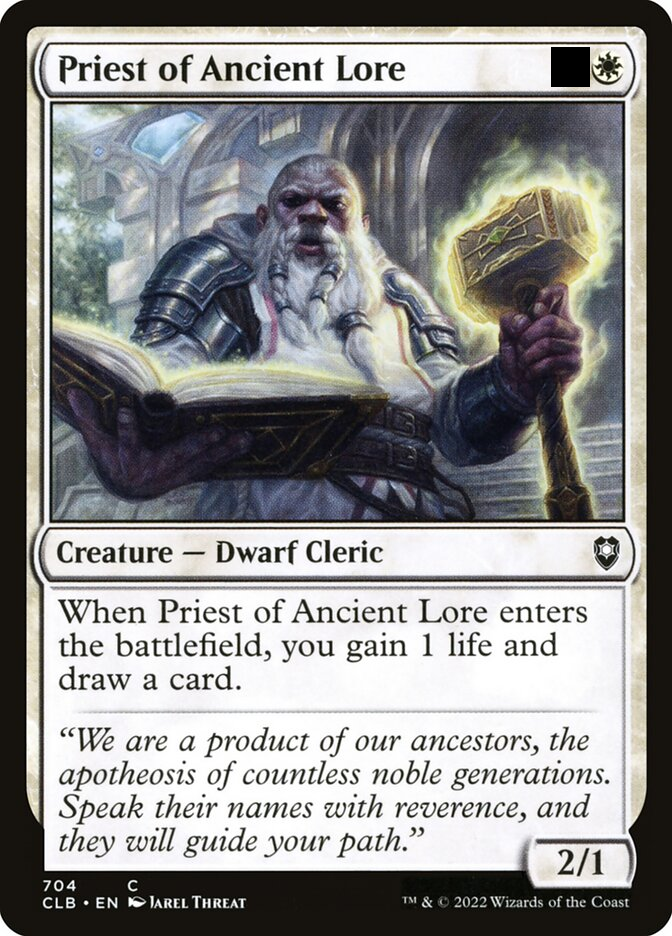 Priest of Ancient Lore
Creature — Dwarf Cleric
When Priest of Ancient Lore enters
the battlefield, you gain 1 life and
draw a card.
“We are a product of our ancestors, the
apotheosis of countless noble generations.
Speak their names with reverence, and
they will guide your path.”
2/1
704 C
CLB • EN Jarel Threat
™ & © 2022 Wizards of the Coast